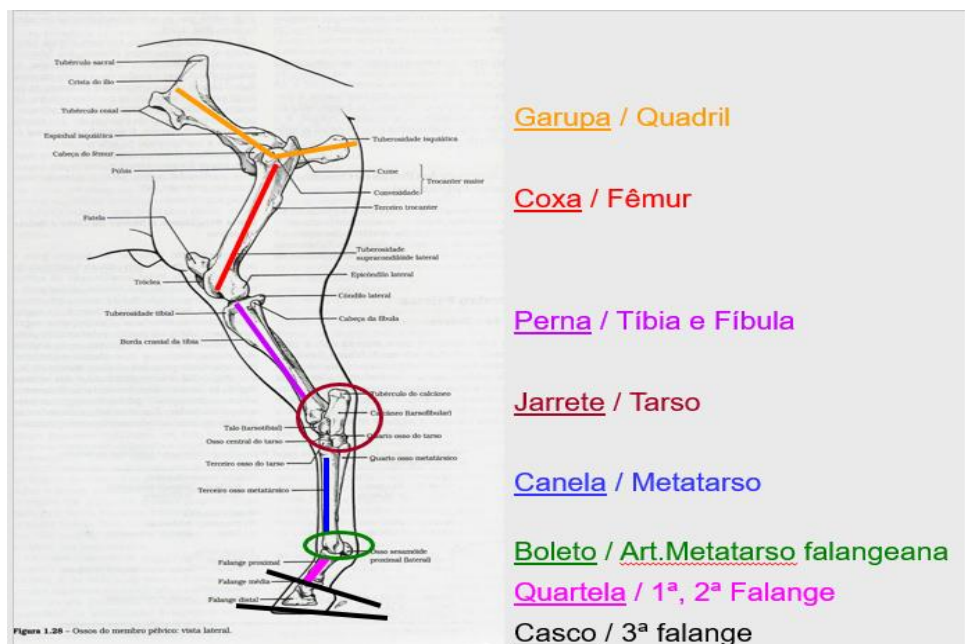 Tubérculo sacral
Crista do ílio
Tubérculo coxal
Espinhal isquiática
Cabeça do fêmur
Púbis
Tuberosidade isquiática
Cume
Convexidade
Trocanter maior
Terceiro trocanter
Patela
Tuberosidade
supracondilóide lateral
Tróclea
Epicôndilo lateral
Côndilo lateral
Tuberosidade tibial
Cabeça da fíbula
Borda cranial da tíbia
Tubérculo do calcâneo
Calcâneo (tarsofibular)
Talo (tarsotibial)
Osso central do tarso
Quarto osso do tarso
Terceiro osso do tarso
Quarto osso metatársico
Terceiro osso metatársico
Osso sesamóide
proximal (lateral)
Falange proximal
Falange média
Falange distal
Figura 1.28 – Ossos do membro pélvico: vista lateral.
Garupa / Quadril
Coxa / Fêmur
Perna / Tíbia e Fíbula
Jarrete / Tarso
Canela / Metatarso
Boleto / Art.Metatarso falangeana
Quartela / 1ª, 2ª Falange
Casco / 3ª falange